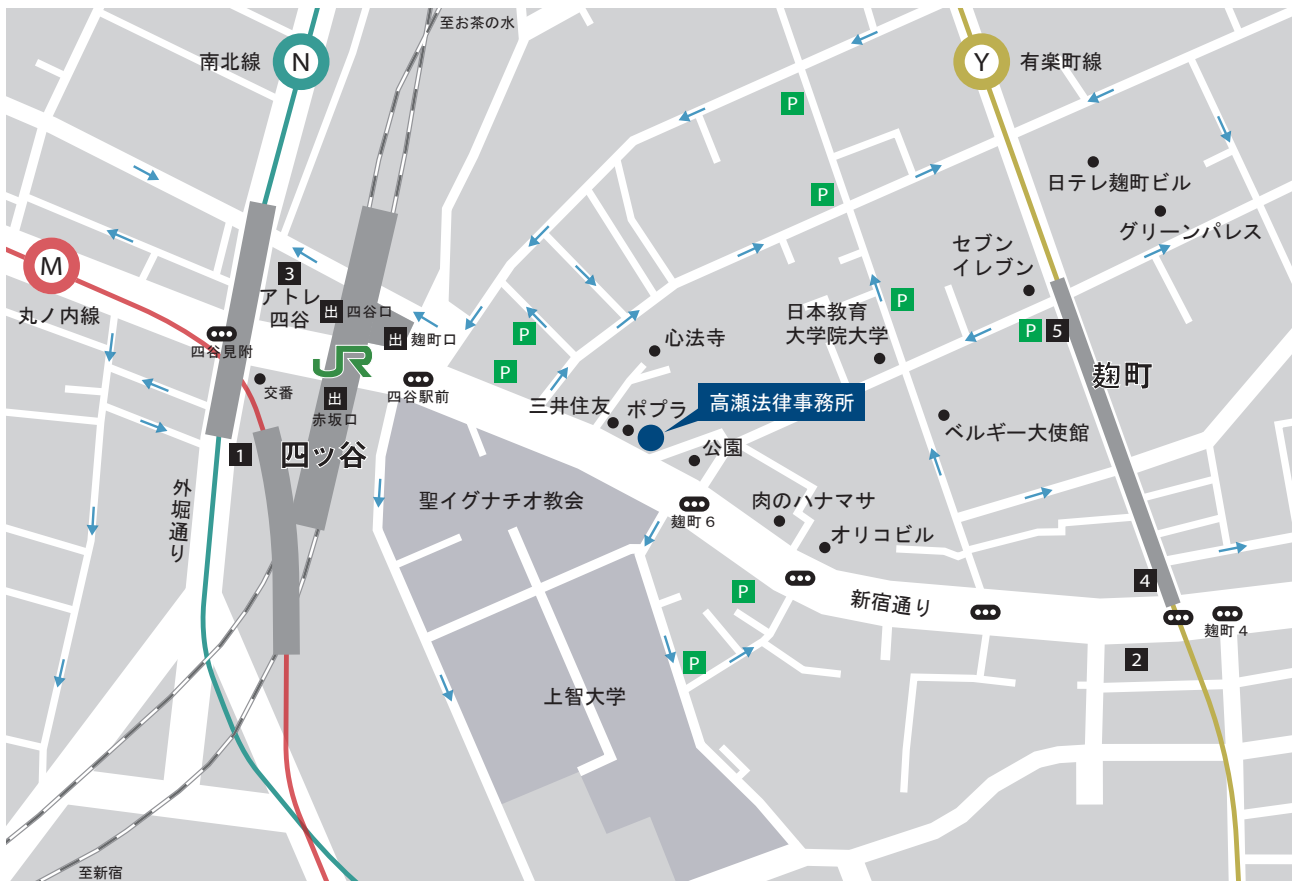 至お茶の水
南北線
N
Y
有楽町線
P
日テレ麹町ビル
P
グリーンパレス
M
丸ノ内線
3
アトレ
四谷
出
四谷口
出
麹町口
四谷見附
JR
交番
出
赤坂口
四谷駅前
P
P
セブン
イレブン
P
日本教育
大学院大学
P
5
麹町
心法寺
三井住友
ポプラ
高瀬法律事務所
公園
ベルギー大使館
1
四ッ谷
外堀通り
聖イグナチオ教会
麹町6
肉のハナマサ
オリコビル
P
新宿通り
4
麹町4
2
P
上智大学
至新宿